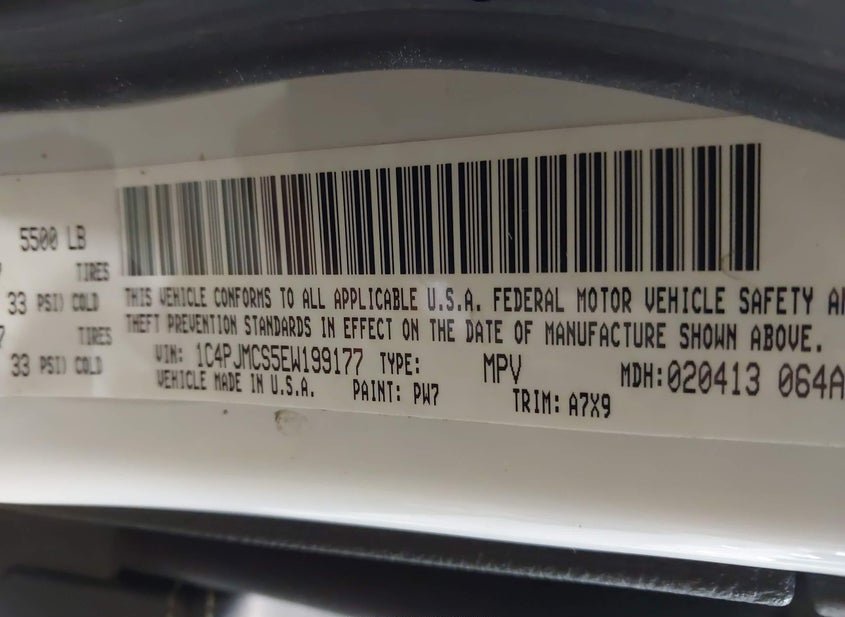 5500 LB
TIRES
33 PSI) COLD
7 TIRES
33 PSI) COLD
THIS VEHICLE CONFORMS TO ALL APPLICABLE U.S.A. FEDERAL MOTOR VEHICLE SAFETY AN
THEFT PREVENTION STANDARDS IN EFFECT ON THE DATE OF MANUFACTURE SHOWN ABOVE.
VIN: 1C4PJMCS5EW199177 TYPE: MPV MDH:020413 064A
VEHICLE MADE IN U.S.A. PAINT: PW7 TRIM: A7X9